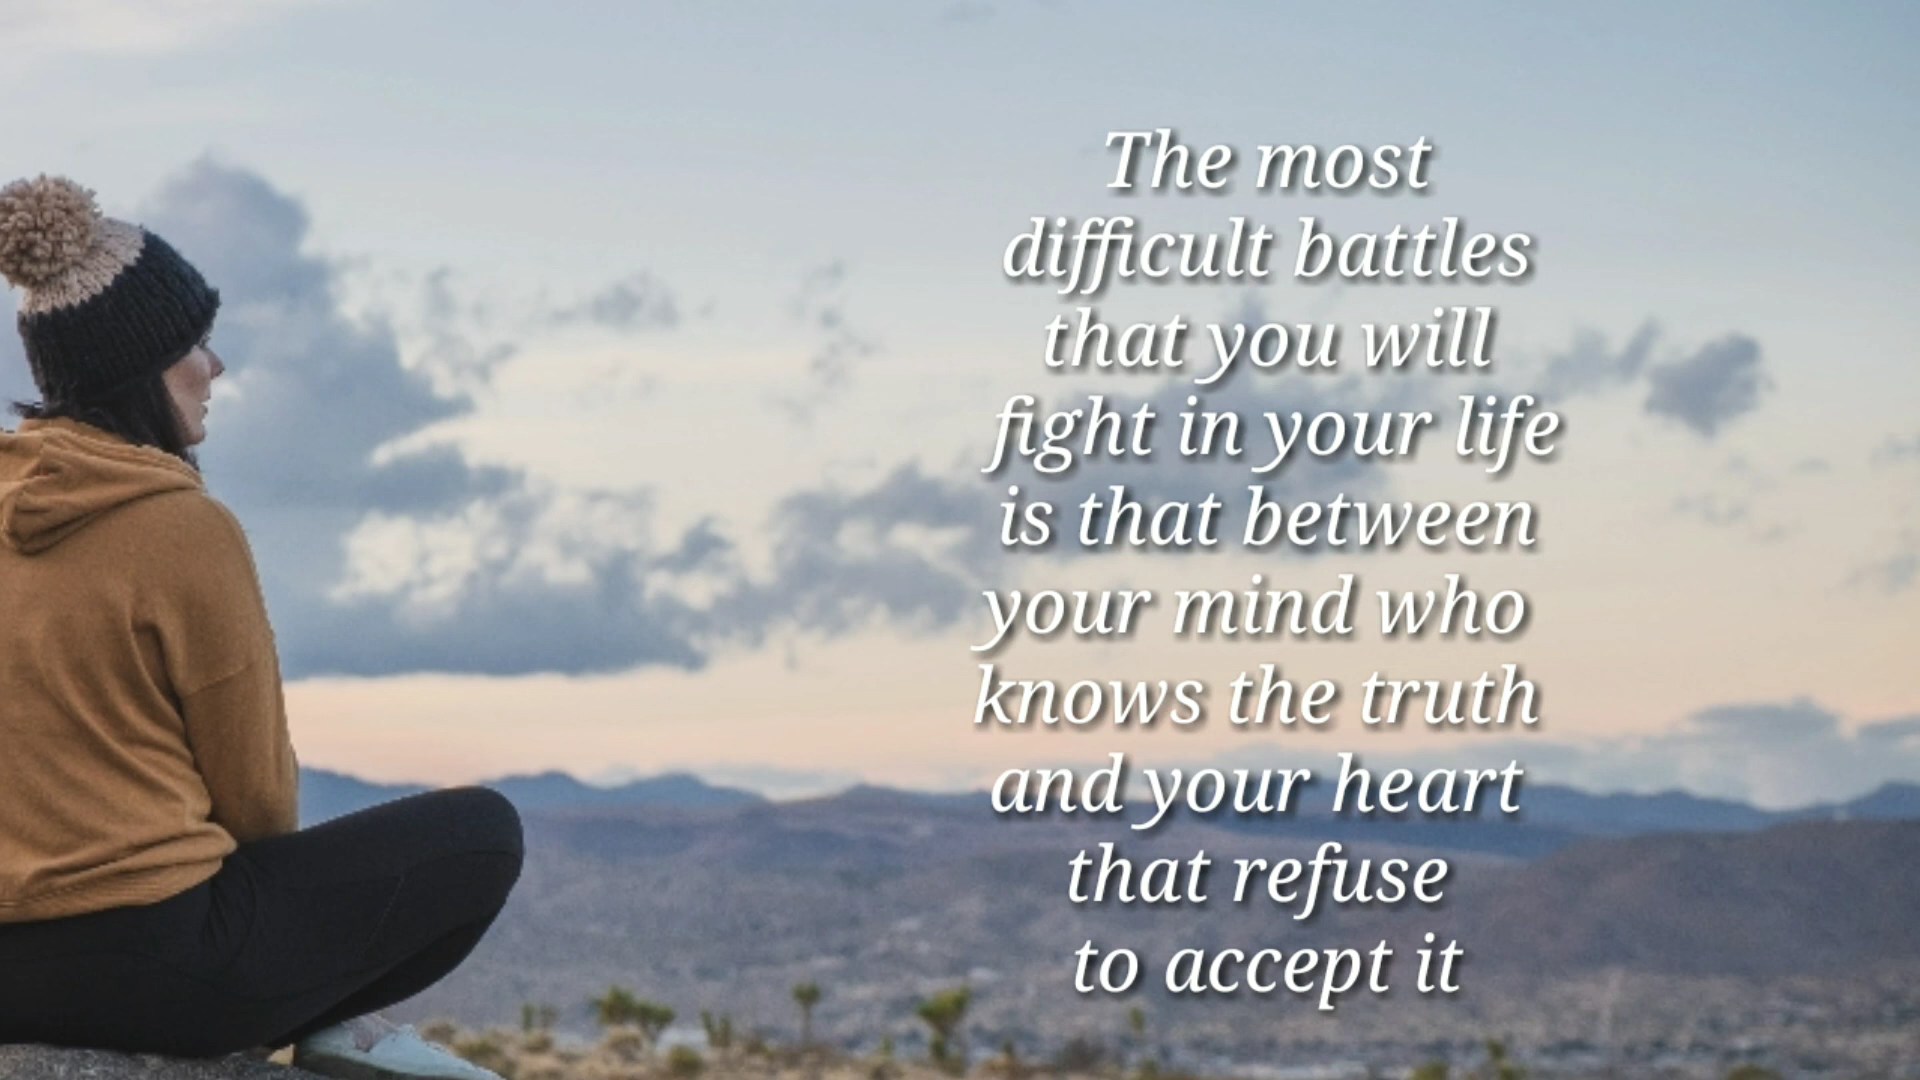 The most
difficult battles
that you will
fight in your life
is that between
your mind who
knows the truth
and your heart
that refuse
to accept it